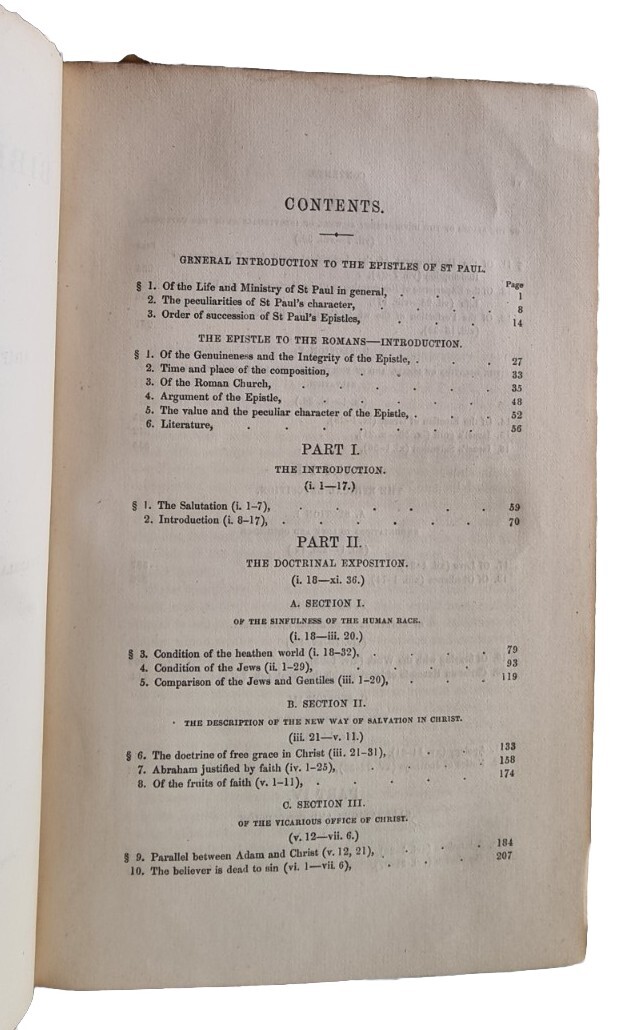 CONTENTS.
GENERAL INTRODUCTION TO THE EPISTLES OF ST PAUL.
Page
§ 1. Of the Life and Ministry of St Paul in general, . . . 1
2. The peculiarities of St Paul's character, . . . . 8
3. Order of succession of St Paul's Epistles, . . . 14
THE EPISTLE TO THE ROMANS—INTRODUCTION.
§ 1. Of the Genuineness and the Integrity of the Epistle, . . . 27
2. Time and place of the composition, . . 33
3. Of the Roman Church, . . . . . . 35
4. Argument of the Epistle, . . . . . 48
5. The value and the peculiar character of the Epistle, . . . 52
6. Literature, . . . . . . . 56
PART I.
THE INTRODUCTION.
(i. 1—17.)
§ 1. The Salutation (i. 1-7), . . . . . . 59
2. Introduction (i. 8-17), . . . . . . 70
PART II.
THE DOCTRINAL EXPOSITION.
(i. 18—xi. 36.)
A. SECTION I.
OF THE SINFULNESS OF THE HUMAN RACE.
(i. 18—iii. 20.)
§ 3. Condition of the heathen world (i. 18-32), . . . . 79
4. Condition of the Jews (ii. 1-29), . . . . 93
5. Comparison of the Jews and Gentiles (iii. 1-20), . . . 119
B. SECTION II.
THE DESCRIPTION OF THE NEW WAY OF SALVATION IN CHRIST.
(iii. 21—v. 11.)
§ 6. The doctrine of free grace in Christ (iii. 21-31), . . 133
7. Abraham justified by faith (iv. 1-25), . . . . 158
8. Of the fruits of faith (v. 1-11), . . . . . 174
C. SECTION III.
OF THE VICARIOUS OFFICE OF CHRIST.
(v. 12—vii. 6.)
§ 9. Parallel between Adam and Christ (v. 12, 21), . . . . 184
10. The believer is dead to sin (vi. 1—vii. 6), . . 207